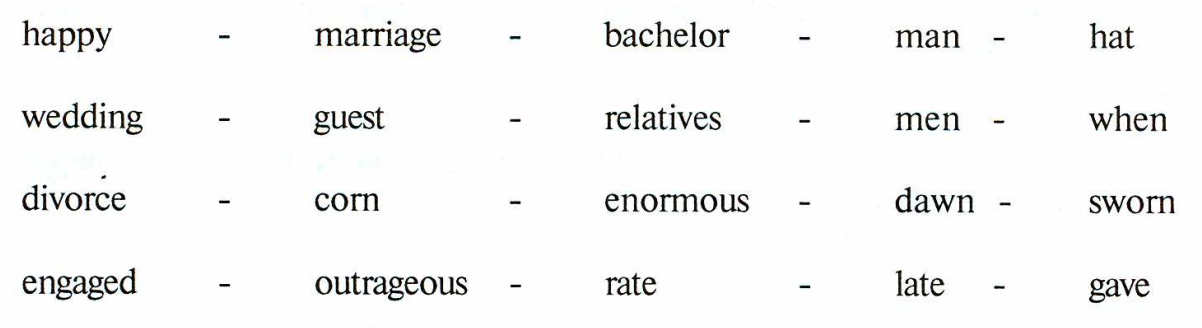 happy - marriage - bachelor - man - hat
wedding - guest - relatives - men - when
divorce - corn - enormous - dawn - sworn
engaged - outrageous - rate - late - gave